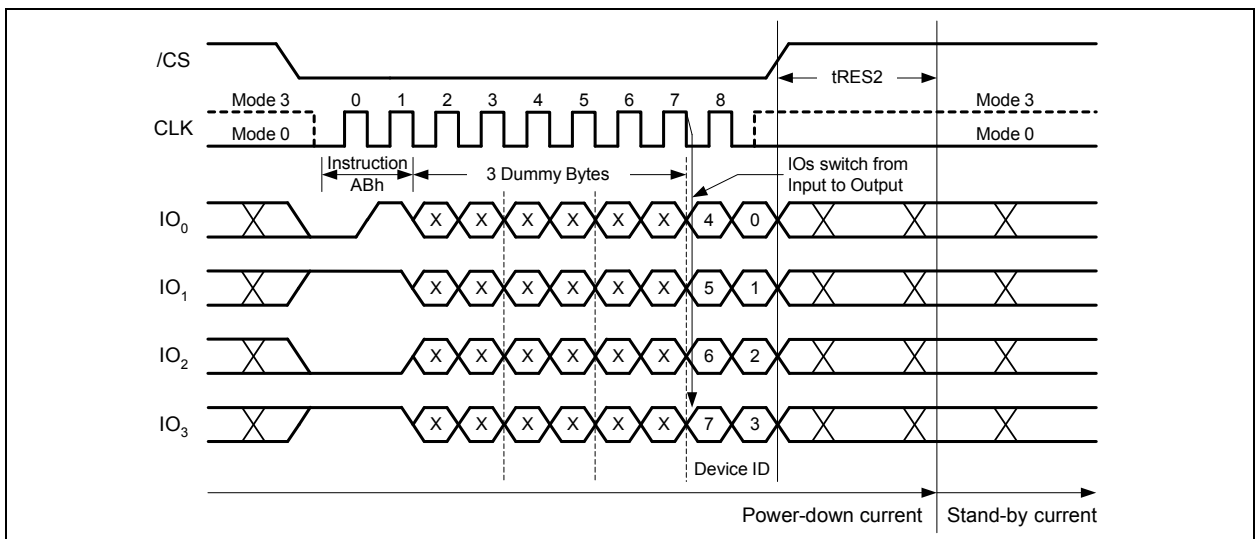 /CS
tRES2
Mode 3 0 1 2 3 4 5 6 7 8 Mode 3
CLK
Mode 0 Mode 0
Instruction
ABh
3 Dummy Bytes
IOs switch from
Input to Output
IO0 X X X X X X 4 0
IO1 X X X X X X 5 1
IO2 X X X X X X 6 2
IO3 X X X X X X 7 3
Device ID
Power-down current Stand-by current